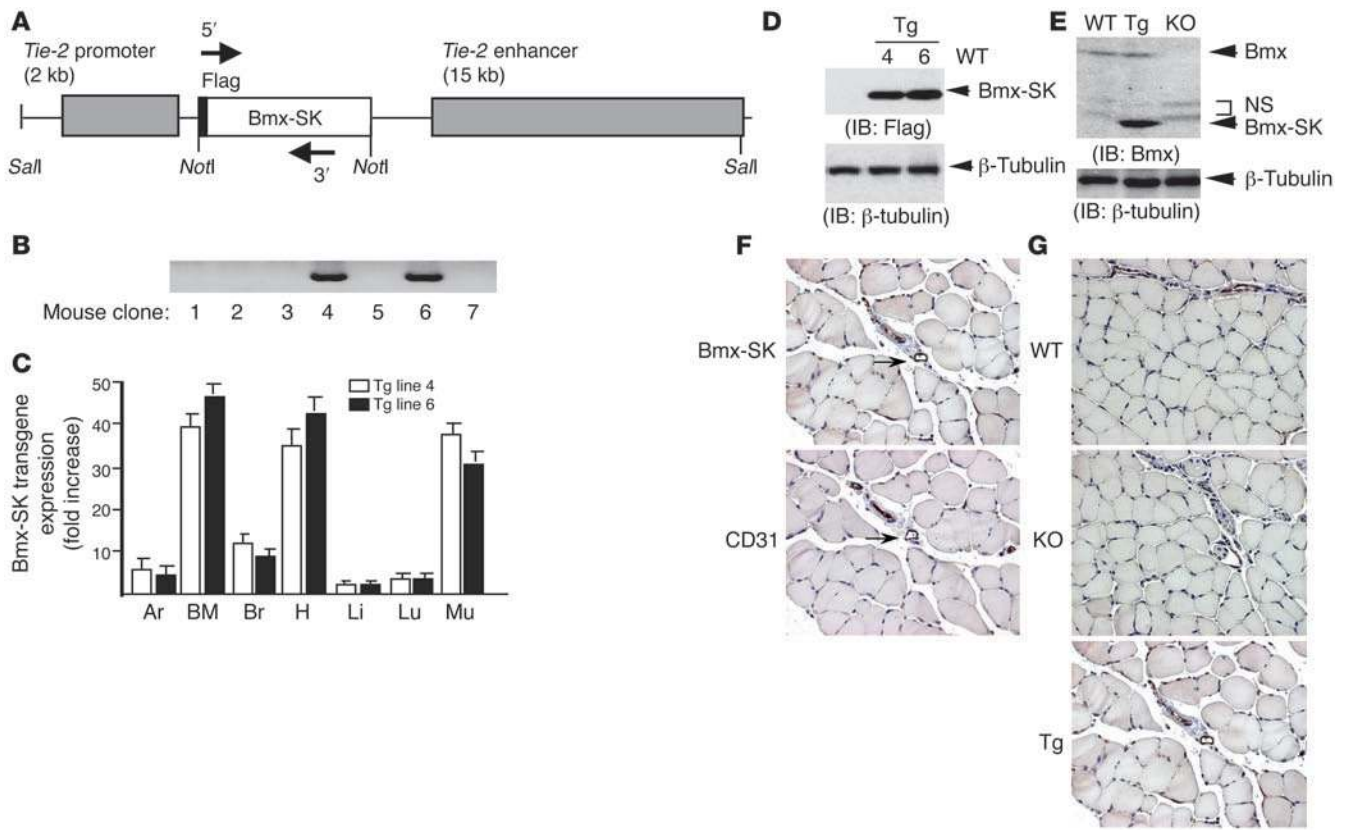 A
5′
Tie-2 promoter
(2 kb)
Flag
Tie-2 enhancer
(15 kb)
Bmx-SK
SalI
NotI
3′
NotI
SalI
B
Mouse clone: 1 2 3 4 5 6 7
C
Bmx-SK transgene
expression
(fold increase)
50
40
30
20
10
Tg line 4
Tg line 6
Ar BM Br H Li Lu Mu
D
Tg
4 6 WT
Bmx-SK
(IB: Flag)
β-Tubulin
(IB: β-tubulin)
E
WT Tg KO
Bmx
NS
Bmx-SK
(IB: Bmx)
β-Tubulin
(IB: β-tubulin)
F
Bmx-SK
CD31
G
WT
KO
Tg